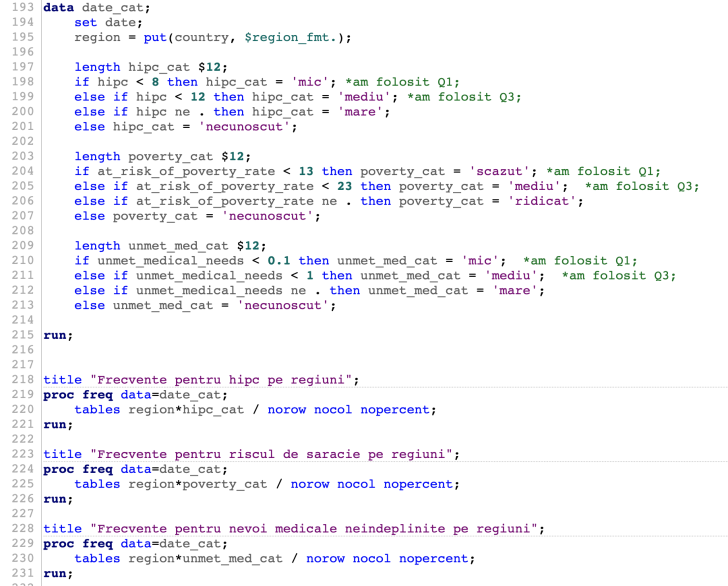 193 data date_cat;
194     set date;
195     region = put(country, $region_fmt.);
196
197     length hipc_cat $12;
198     if hipc < 8 then hipc_cat = 'mic'; *am folosit Q1;
199     else if hipc < 12 then hipc_cat = 'mediu'; *am folosit Q3;
200     else if hipc ne . then hipc_cat = 'mare';
201     else hipc_cat = 'necunoscut';
202
203     length poverty_cat $12;
204     if at_risk_of_poverty_rate < 13 then poverty_cat = 'scazut'; *am folosit Q1;
205     else if at_risk_of_poverty_rate < 23 then poverty_cat = 'mediu';  *am folosit Q3;
206     else if at_risk_of_poverty_rate ne . then poverty_cat = 'ridicat';
207     else poverty_cat = 'necunoscut';
208
209     length unmet_med_cat $12;
210     if unmet_medical_needs < 0.1 then unmet_med_cat = 'mic';  *am folosit Q1;
211     else if unmet_medical_needs < 1 then unmet_med_cat = 'mediu';  *am folosit Q3;
212     else if unmet_medical_needs ne . then unmet_med_cat = 'mare';
213     else unmet_med_cat = 'necunoscut';
214
215 run;
216
217
218 title "Frecvente pentru hipc pe regiuni";
219 proc freq data=date_cat;
220     tables region*hipc_cat / norow nocol nopercent;
221 run;
222
223 title "Frecvente pentru riscul de saracie pe regiuni";
224 proc freq data=date_cat;
225     tables region*poverty_cat / norow nocol nopercent;
226 run;
227
228 title "Frecvente pentru nevoi medicale neindeplinite pe regiuni";
229 proc freq data=date_cat;
230     tables region*unmet_med_cat / norow nocol nopercent;
231 run;